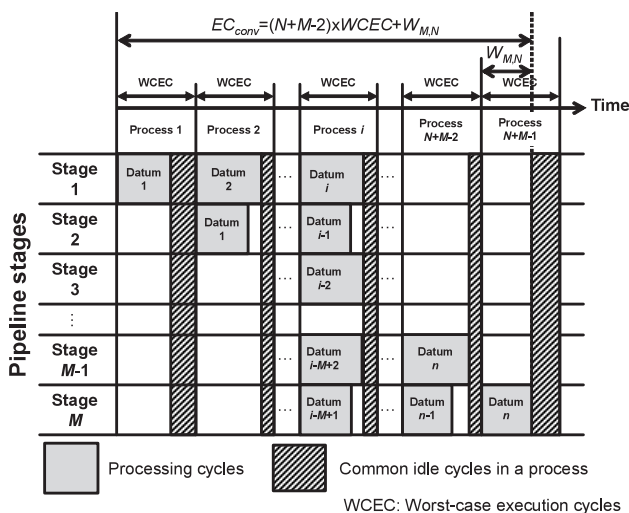 EC_conv=(N+M-2)xWCEC+W_M,N
W_M,N
WCEC WCEC WCEC WCEC WCEC
Time
Process 1 Process 2 Process i Process N+M-2 Process N+M-1
Pipeline stages
Stage 1 Datum 1 Datum 2 ... Datum i ...
Stage 2 Datum 1 ... Datum i-1 ...
Stage 3 ... Datum i-2 ...
⋮
Stage M-1 ... Datum i-M+2 ... Datum n
Stage M ... Datum i-M+1 ... Datum n-1 Datum n
Processing cycles
Common idle cycles in a process
WCEC: Worst-case execution cycles